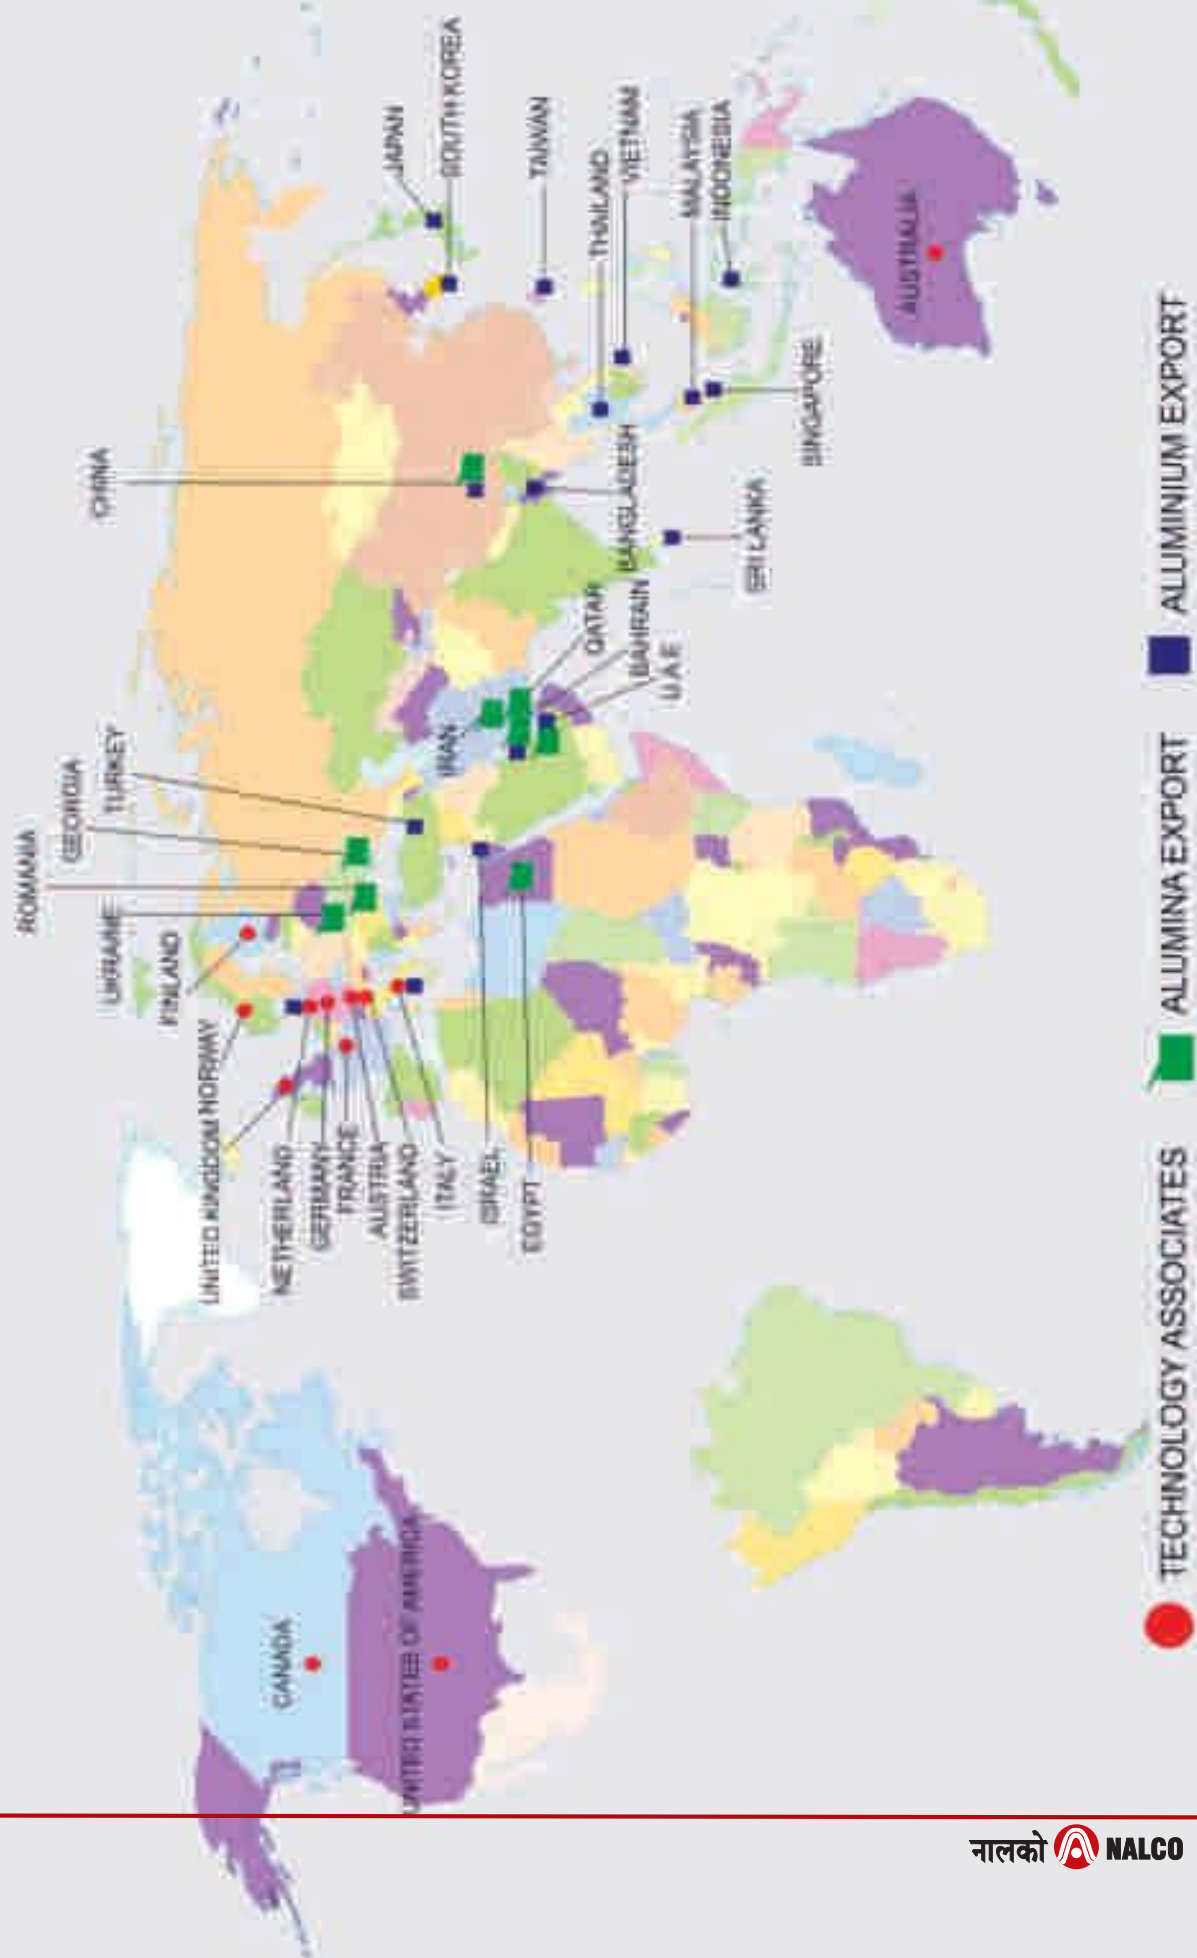 CANADA
UNITED STATES OF AMERICA
UNITED KINGDOM
NORWAY
FINLAND
UKRAINE
ROMANIA
GEORGIA
TURKEY
CHINA
JAPAN
SOUTH KOREA
TAIWAN
THAILAND
VIETNAM
MALAYSIA
INDONESIA
SINGAPORE
AUSTRALIA
NETHERLAND
GERMANY
FRANCE
AUSTRIA
SWITZERLAND
ITALY
ISRAEL
EGYPT
IRAN
QATAR
BAHRAIN
U.A.E
BANGLADESH
SRI LANKA
TECHNOLOGY ASSOCIATES
ALUMINA EXPORT
ALUMINIUM EXPORT
नालको NALCO